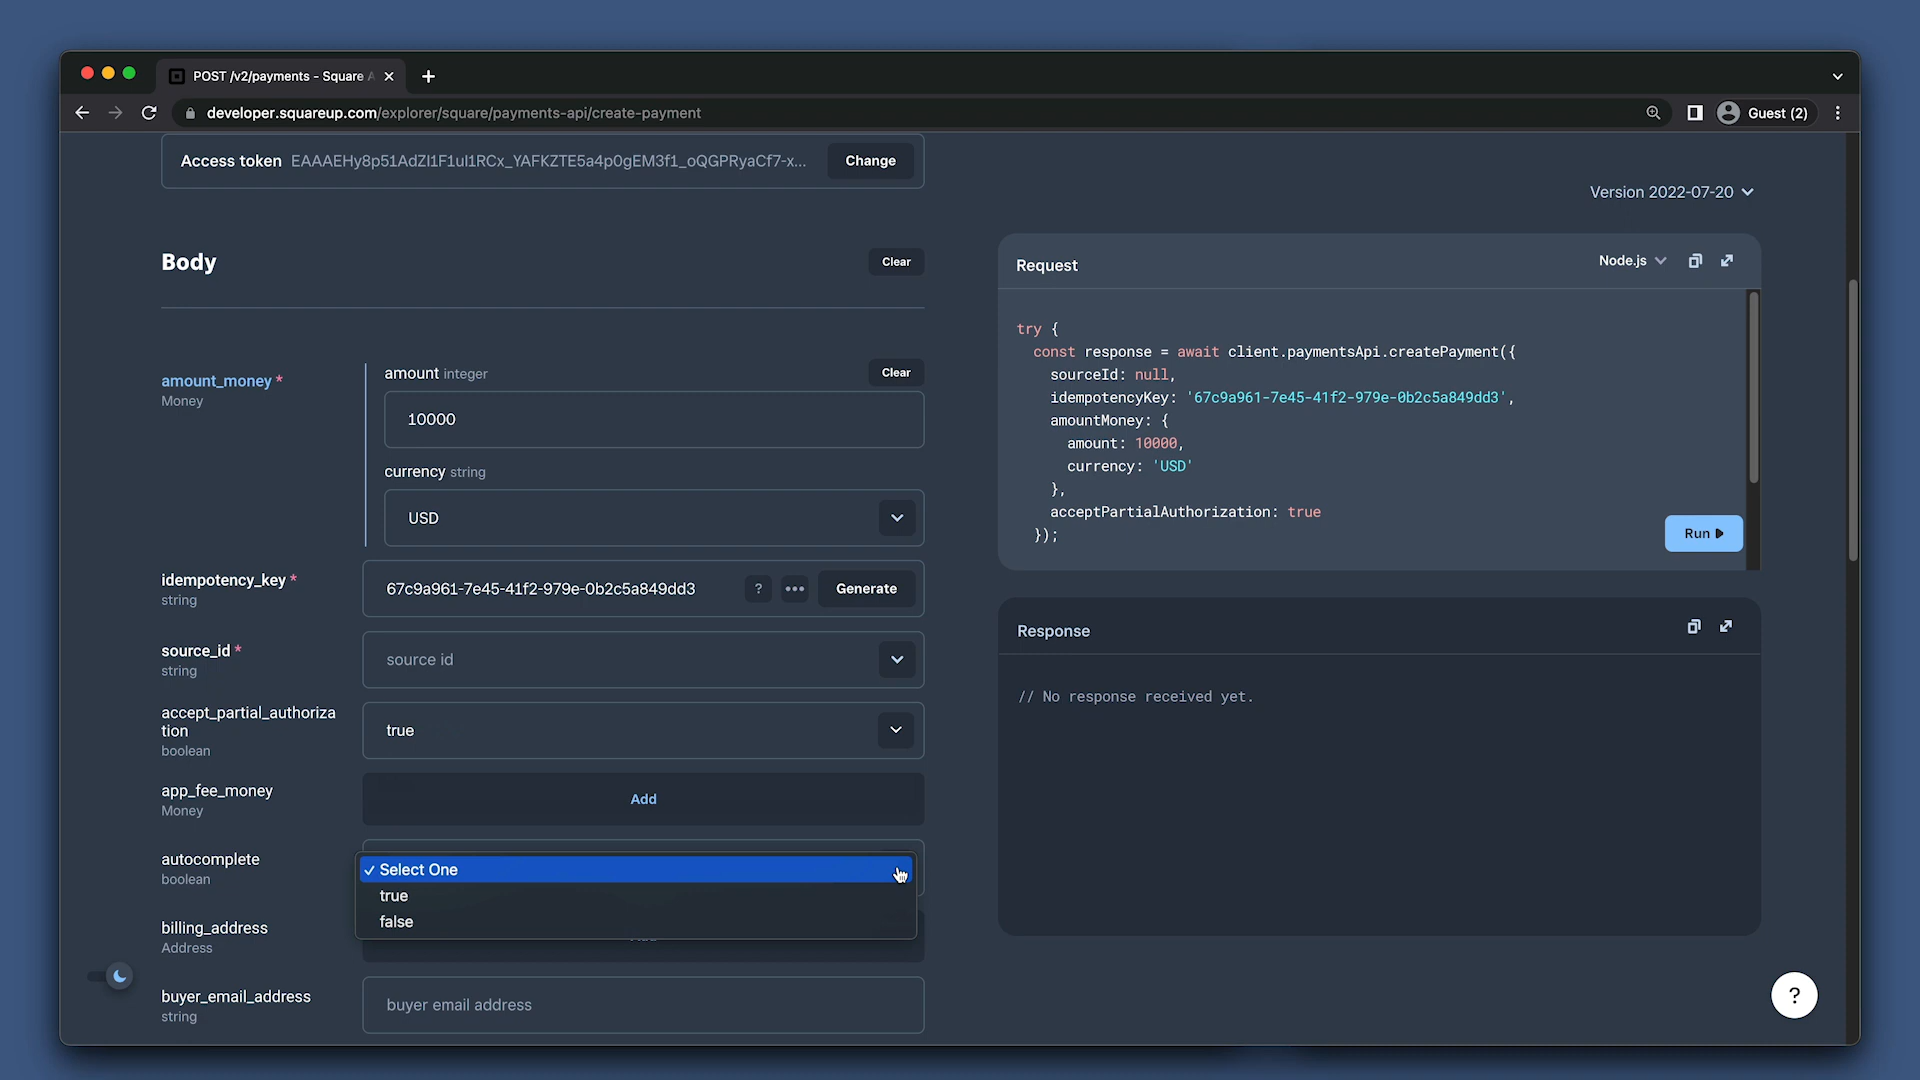 POST /v2/payments - Square A
developer.squareup.com/explorer/square/payments-api/create-payment
Guest (2)
Access token EAAAEHy8p51AdZl1F1ul1RCx_YAFKZTE5a4p0gEM3f1_oQGPRyaCf7-x...
Change
Version 2022-07-20
Body
Clear
amount_money *
Money
amount integer
Clear
10000
currency string
USD
idempotency_key *
string
67c9a961-7e45-41f2-979e-0b2c5a849dd3
?
Generate
source_id *
string
source id
accept_partial_authoriza
tion
boolean
true
app_fee_money
Money
Add
autocomplete
boolean
✓ Select One
true
false
billing_address
Address
buyer_email_address
string
buyer email address
Request
Node.js
try {
const response = await client.paymentsApi.createPayment({
sourceId: null,
idempotencyKey: '67c9a961-7e45-41f2-979e-0b2c5a849dd3',
amountMoney: {
amount: 10000,
currency: 'USD'
},
acceptPartialAuthorization: true
});
Run
Response
// No response received yet.
?